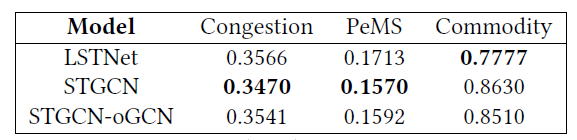 Model Congestion PeMS Commodity
LSTNet 0.3566 0.1713 0.7777
STGCN 0.3470 0.1570 0.8630
STGCN-oGCN 0.3541 0.1592 0.8510